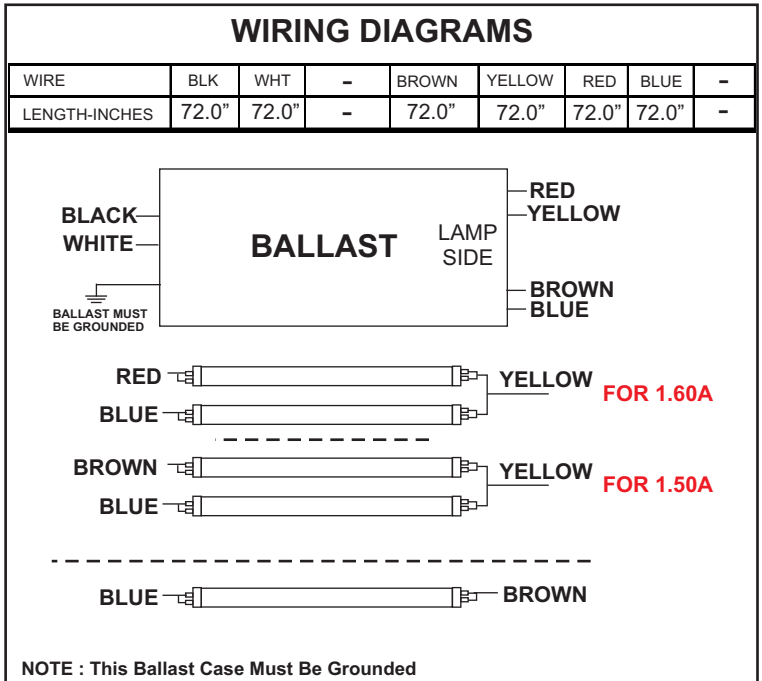 WIRING DIAGRAMS
WIRE BLK WHT - BROWN YELLOW RED BLUE -
LENGTH-INCHES 72.0” 72.0” - 72.0” 72.0” 72.0” 72.0” -
BLACK
WHITE
BALLAST MUST
BE GROUNDED
BALLAST
LAMP
SIDE
RED
YELLOW
BROWN
BLUE
RED
BLUE
YELLOW
FOR 1.60A
BROWN
BLUE
YELLOW
FOR 1.50A
BLUE
BROWN
NOTE : This Ballast Case Must Be Grounded